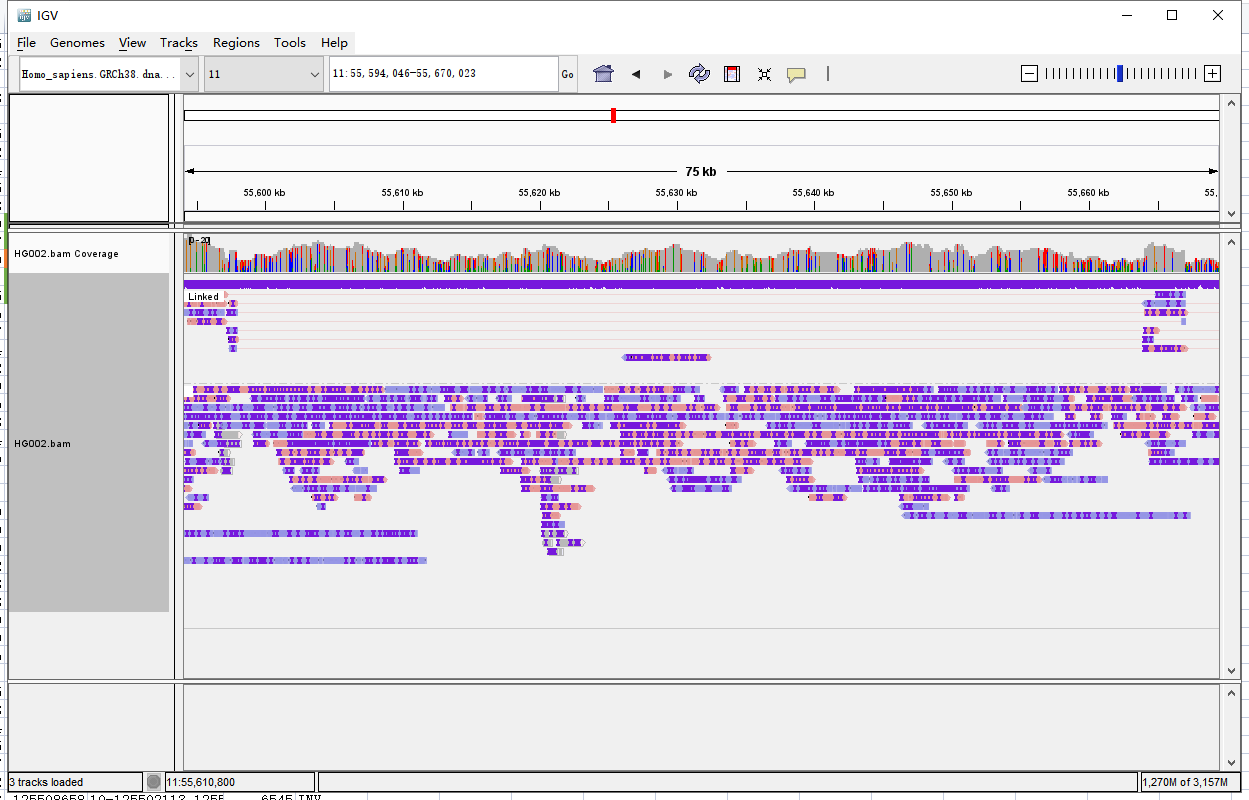 IGV
File Genomes View Tracks Regions Tools Help
Homo_sapiens.GRCh38.dna... 11 11:55,594,046-55,670,023 Go
75 kb
55,600 kb 55,610 kb 55,620 kb 55,630 kb 55,640 kb 55,650 kb 55,660 kb 55,
HG002.bam Coverage
Linked
HG002.bam
3 tracks loaded 11:55,610,800 1,270M of 3,157M